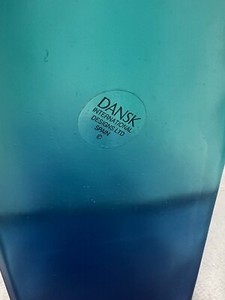 DANSK
INTERNATIONAL
DESIGNS LTD
SPAIN
©